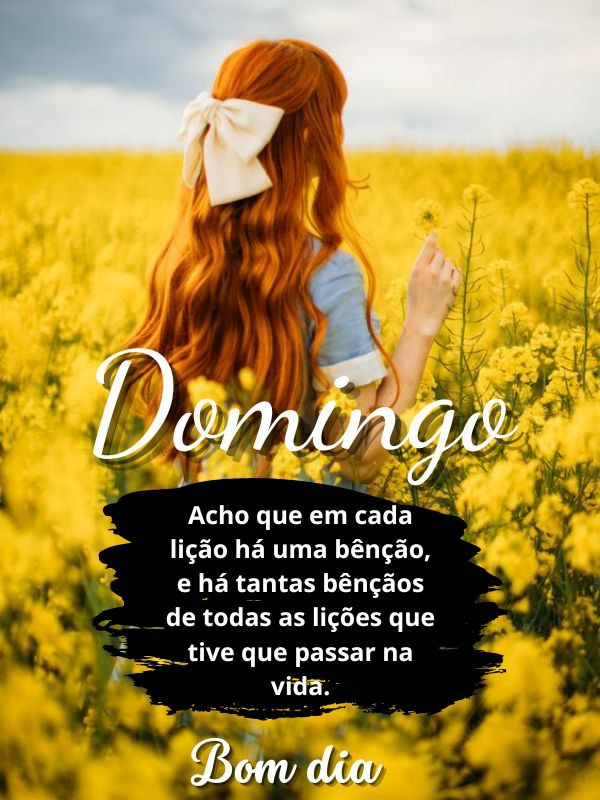 Domingo
Acho que em cada
lição há uma bênção,
e há tantas bênçãos
de todas as lições que
tive que passar na
vida.
Bom dia